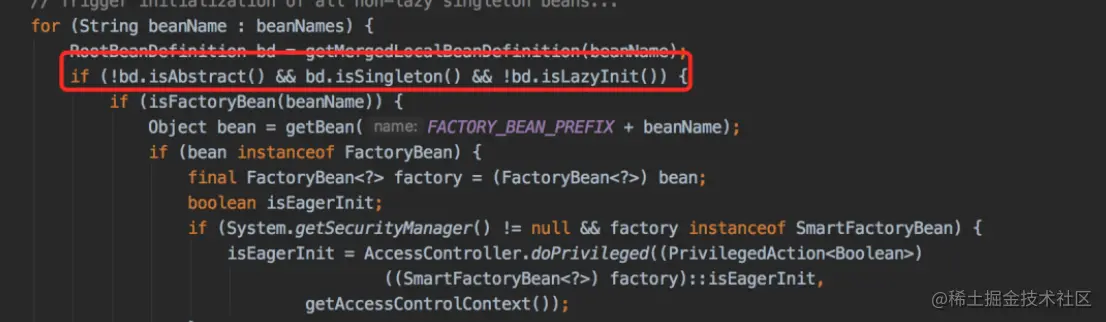 // Trigger initialization of all non-lazy singleton beans...
for (String beanName : beanNames) {
RootBeanDefinition bd = getMergedLocalBeanDefinition(beanName);
if (!bd.isAbstract() && bd.isSingleton() && !bd.isLazyInit()) {
if (isFactoryBean(beanName)) {
Object bean = getBean( name: FACTORY_BEAN_PREFIX + beanName);
if (bean instanceof FactoryBean) {
final FactoryBean<?> factory = (FactoryBean<?>) bean;
boolean isEagerInit;
if (System.getSecurityManager() != null && factory instanceof SmartFactoryBean) {
isEagerInit = AccessController.doPrivileged((PrivilegedAction<Boolean>)
((SmartFactoryBean<?>) factory)::isEagerInit,
getAccessControlContext());
@稀土掘金技术社区